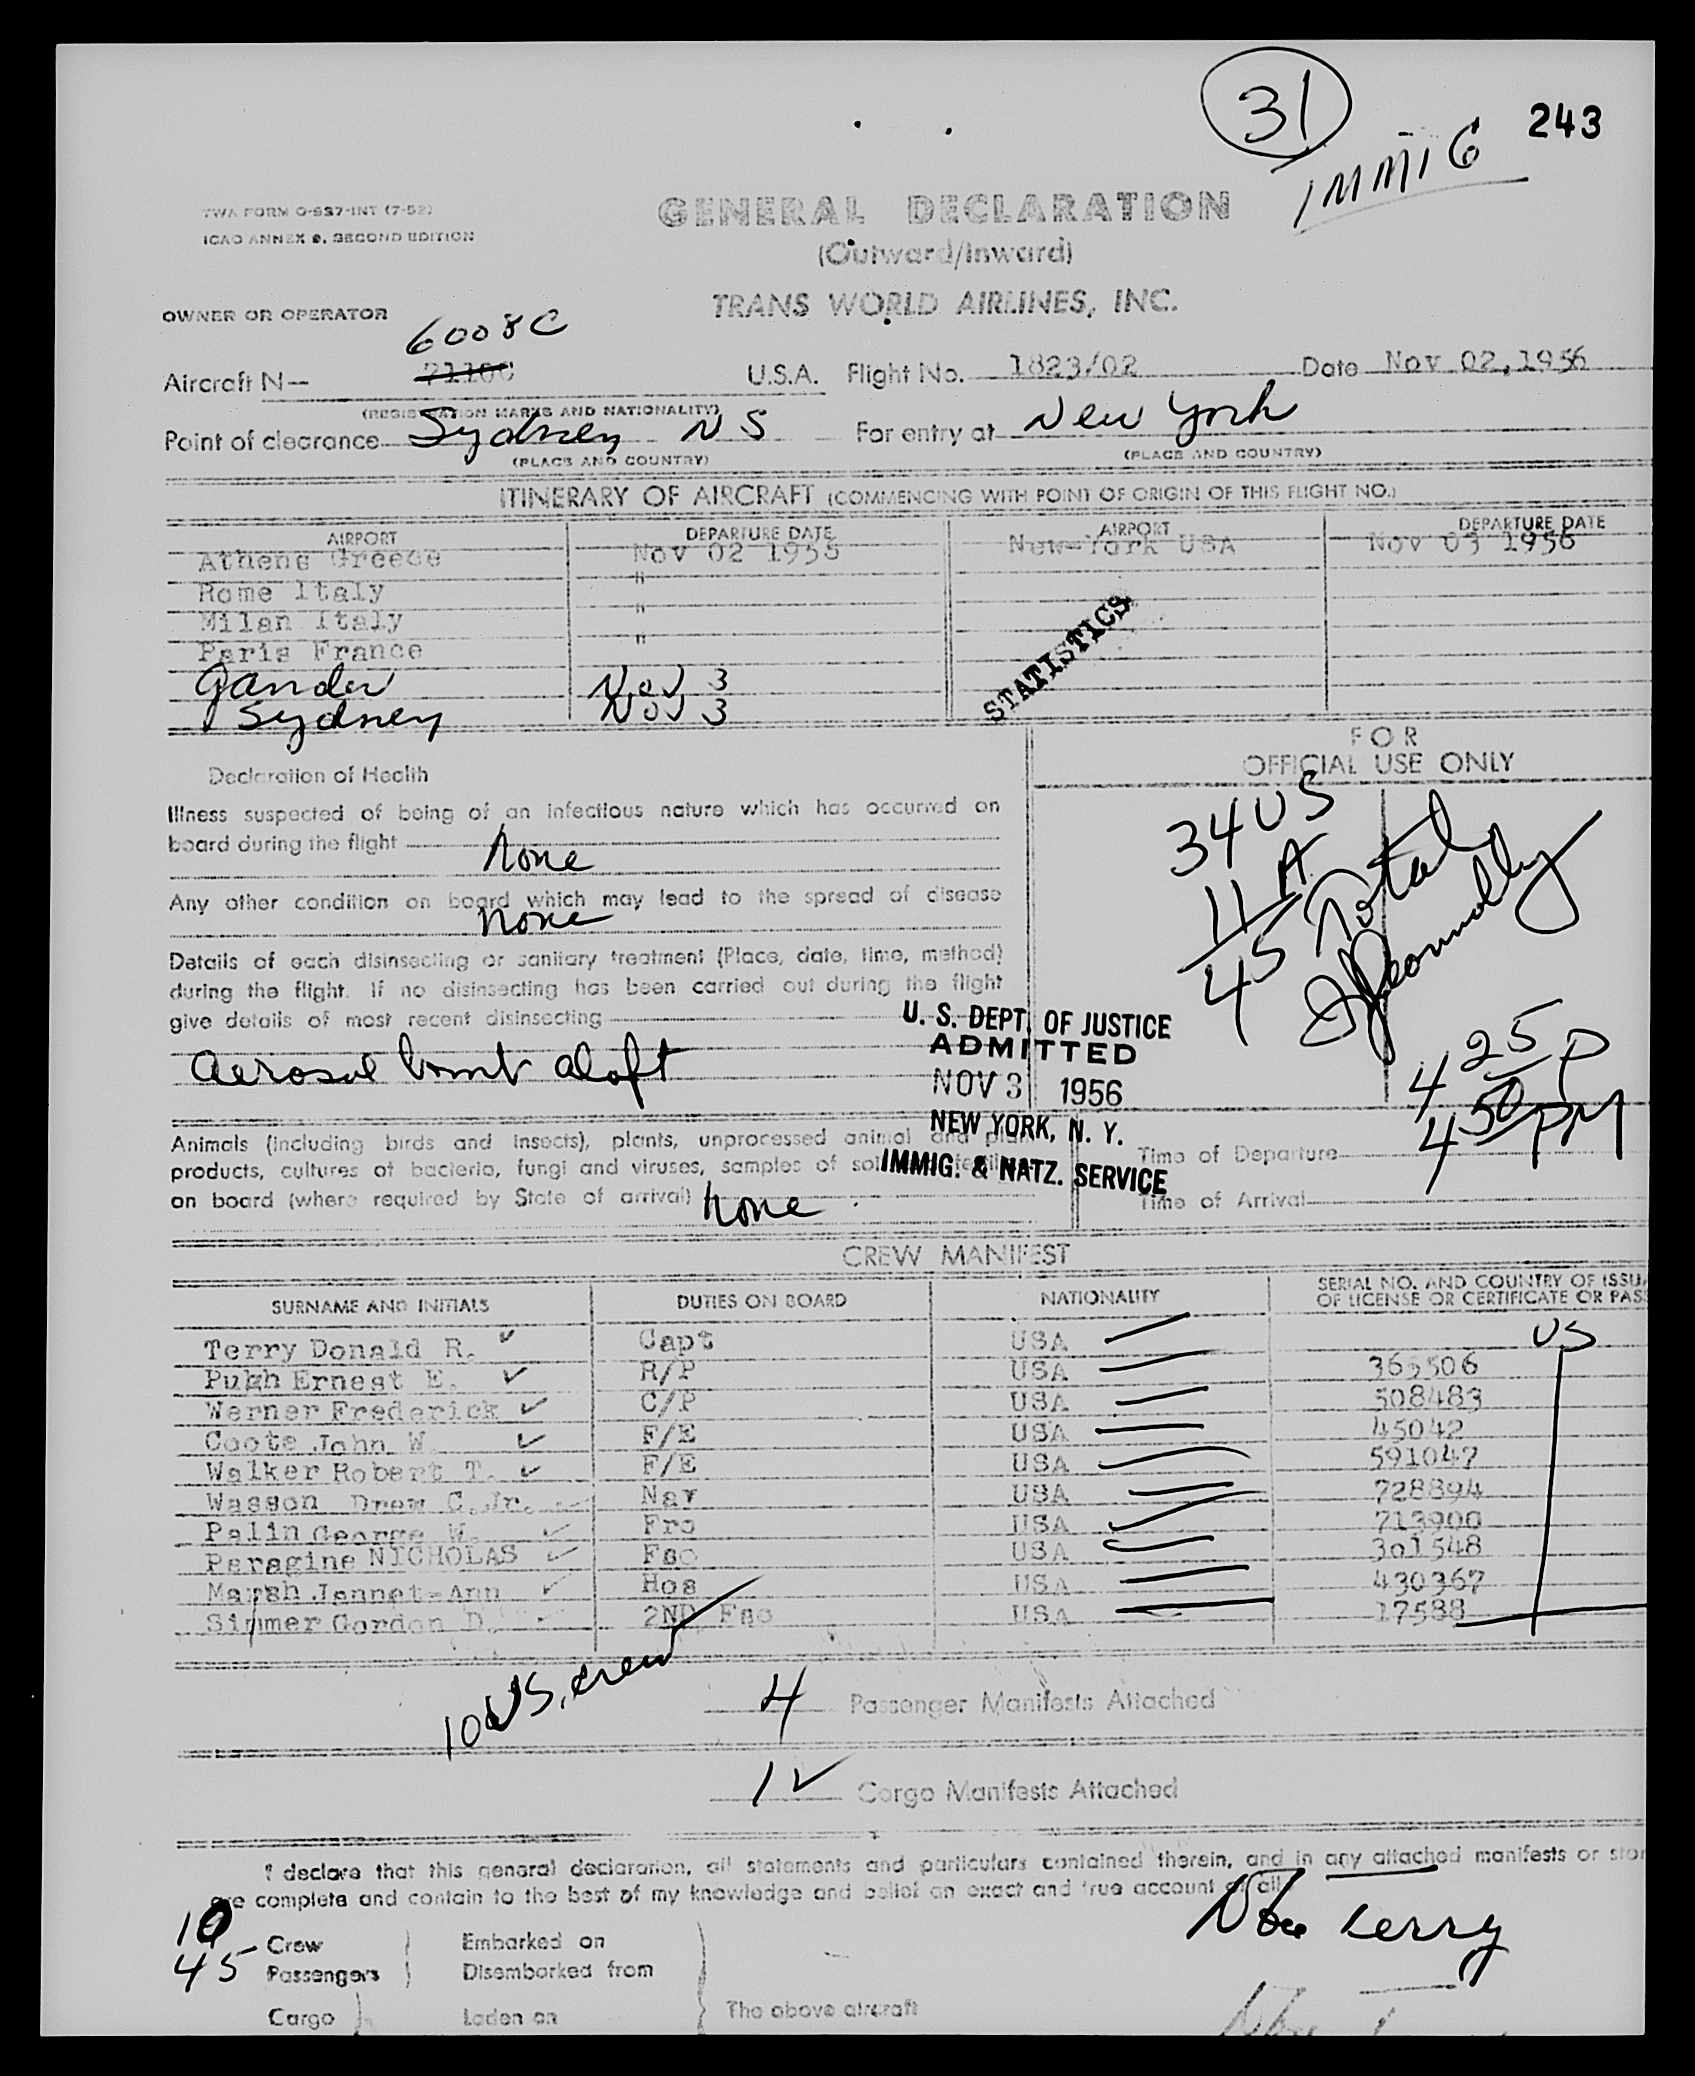 31
243
IMMIG
TWA FORM O-527-INT (7-52)
ICAO ANNEX 9, SECOND EDITION
GENERAL DECLARATION
(Outward/Inward)
TRANS WORLD AIRLINES, INC.
OWNER OR OPERATOR
6008C
Aircraft N— 7110C U.S.A. Flight No. 1823/02 Date Nov 02, 1956
(REGISTRATION MARKS AND NATIONALITY)
Point of clearance Sydney NS For entry at New York
(PLACE AND COUNTRY) (PLACE AND COUNTRY)
ITINERARY OF AIRCRAFT (COMMENCING WITH POINT OF ORIGIN OF THIS FLIGHT NO.)
AIRPORT DEPARTURE DATE AIRPORT DEPARTURE DATE
Athens Greece Nov 02 1956 New-York USA Nov 03 1956
Rome Italy "
Milan Italy "
Paris France "
Gander Nov 3
Sydney Nov 3
STATISTICS
FOR
OFFICIAL USE ONLY
Declaration of Health
Illness suspected of being of an infectious nature which has occurred on
board during the flight
none
Any other condition on board which may lead to the spread of disease
none
Details of each disinsecting or sanitary treatment (Place, date, time, method)
during the flight. If no disinsecting has been carried out during the flight
give details of most recent disinsecting
aerosol bomb aloft
34 US
11 A
45 Total
U. S. DEPT. OF JUSTICE
ADMITTED
NOV 3 1956
NEW YORK, N. Y.
IMMIG. & NATZ. SERVICE
425 P
450 PM
Animals (including birds and insects), plants, unprocessed animal and plant
products, cultures of bacteria, fungi and viruses, samples of soil
on board (where required by State of arrival) none
Time of Departure
Time of Arrival
CREW MANIFEST
SURNAME AND INITIALS DUTIES ON BOARD NATIONALITY SERIAL NO. AND COUNTRY OF ISSU
OF LICENSE OR CERTIFICATE OR PAS
Terry Donald R. Capt USA US
Pukh Ernest E. R/P USA 363506
Werner Frederick C/P USA 508483
Coote John W. F/E USA 45042
Walker Robert T. F/E USA 591047
Wasson Drew C. Jr. Nav USA 728894
Palin George W. Fro USA 713900
Paragine NICHOLAS Fso USA 301548
Marsh Jennet-Ann Hos USA 430367
Simmer Gordon D. 2ND Fso USA 17588
10 US. crew
4 Passenger Manifests Attached
1 Cargo Manifests Attached
I declare that this general declaration, all statements and particulars contained therein, and in any attached manifests or stor
are complete and contain to the best of my knowledge and belief an exact and true account of all
10 Crew Embarked on
45 Passengers Disembarked from
Cargo Laden on The above aircraft
Terry